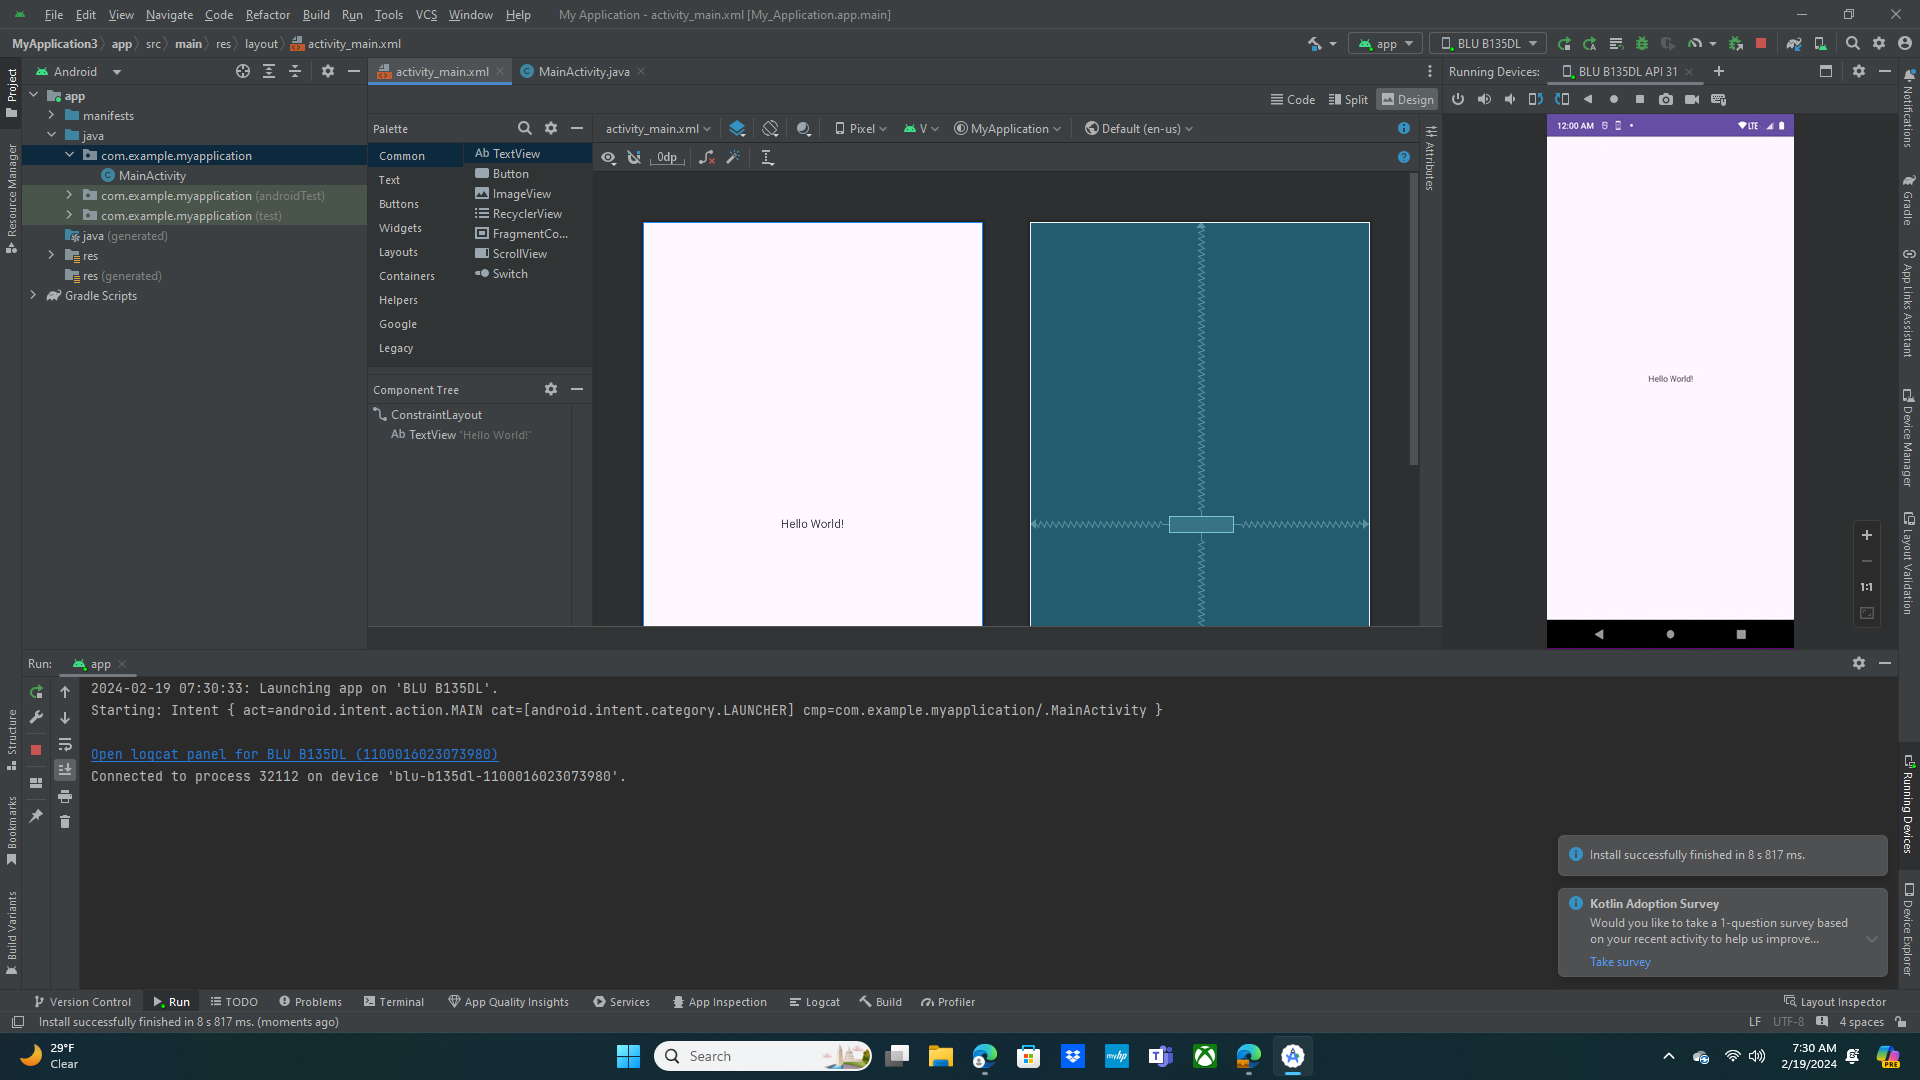 File Edit View Navigate Code Refactor Build Run Tools VCS Window Help My Application - activity_main.xml [My_Application.app.main]
MyApplication3 app src main res layout activity_main.xml
app BLU B135DL
Project
Android
activity_main.xml MainActivity.java
Running Devices: BLU B135DL API 31
Notifications
Code Split Design
app
manifests
java
com.example.myapplication
MainActivity
com.example.myapplication (androidTest)
com.example.myapplication (test)
java (generated)
res
res (generated)
Gradle Scripts
Resource Manager
Palette
activity_main.xml Pixel V MyApplication Default (en-us)
0dp
Common
Text
Buttons
Widgets
Layouts
Containers
Helpers
Google
Legacy
Ab TextView
Button
ImageView
RecyclerView
FragmentCo...
ScrollView
Switch
Component Tree
ConstraintLayout
Ab TextView "Hello World!"
Hello World!
Attributes
12:00 AM LTE
Hello World!
1:1
Gradle
App Links Assistant
Device Manager
Layout Validation
Running Devices
Device Explorer
Run: app
2024-02-19 07:30:33: Launching app on 'BLU B135DL'.
Starting: Intent { act=android.intent.action.MAIN cat=[android.intent.category.LAUNCHER] cmp=com.example.myapplication/.MainActivity }
Open logcat panel for BLU B135DL (1100016023073980)
Connected to process 32112 on device 'blu-b135dl-1100016023073980'.
Structure
Bookmarks
Build Variants
Install successfully finished in 8 s 817 ms.
Kotlin Adoption Survey
Would you like to take a 1-question survey based
on your recent activity to help us improve...
Take survey
Version Control Run TODO Problems Terminal App Quality Insights Services App Inspection Logcat Build Profiler Layout Inspector
Install successfully finished in 8 s 817 ms. (moments ago) LF UTF-8 4 spaces
29°F
Clear
Search
myhp
7:30 AM
2/19/2024
PRE